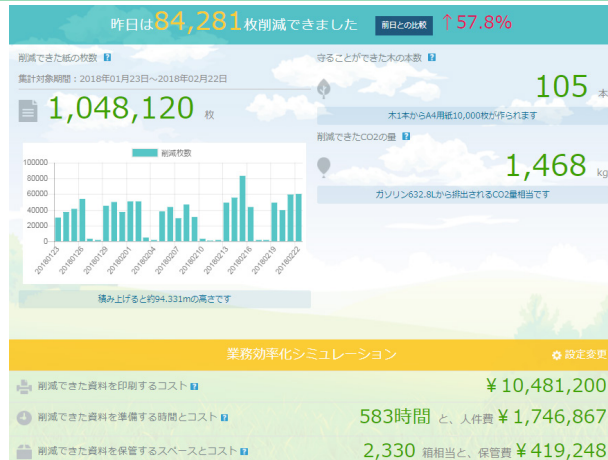 昨日は84,281枚削減できました 前日との比較 ↑57.8%
削減できた紙の枚数 ?
集計対象期間：2018年01月23日～2018年02月22日
1,048,120 枚
削減枚数
100000
80000
60000
40000
20000
0
20180123 20180126 20180129 20180201 20180204 20180207 20180210 20180213 20180216 20180219 20180222
積み上げると約94.331mの高さです
守ることができた木の本数 ?
105 本
木1本からA4用紙10,000枚が作られます
削減できたCO2の量 ?
1,468 kg
ガソリン632.8Lから排出されるCO2量相当です
業務効率化シミュレーション 設定変更
削減できた資料を印刷するコスト ? ¥10,481,200
削減できた資料を準備する時間とコスト ? 583時間 と、人件費 ¥1,746,867
削減できた資料を保管するスペースとコスト ? 2,330 箱相当と、保管費 ¥419,248